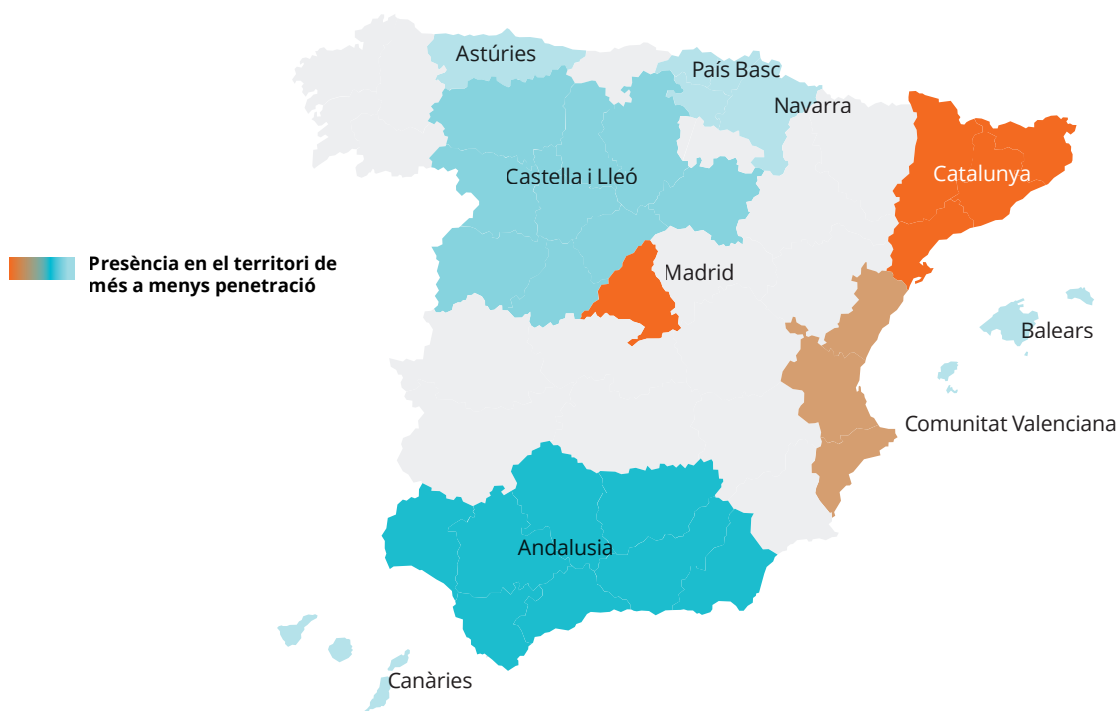 Astúries
País Basc
Navarra
Catalunya
Castella i Lleó
Presència en el territori de
més a menys penetració
Madrid
Balears
Comunitat Valenciana
Andalusia
Canàries